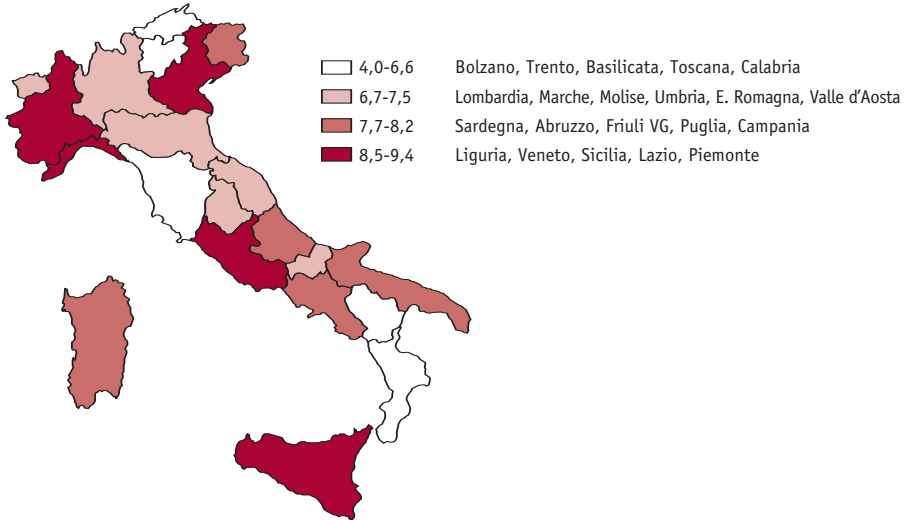 4,0-6,6 Bolzano, Trento, Basilicata, Toscana, Calabria
6,7-7,5 Lombardia, Marche, Molise, Umbria, E. Romagna, Valle d'Aosta
7,7-8,2 Sardegna, Abruzzo, Friuli VG, Puglia, Campania
8,5-9,4 Liguria, Veneto, Sicilia, Lazio, Piemonte